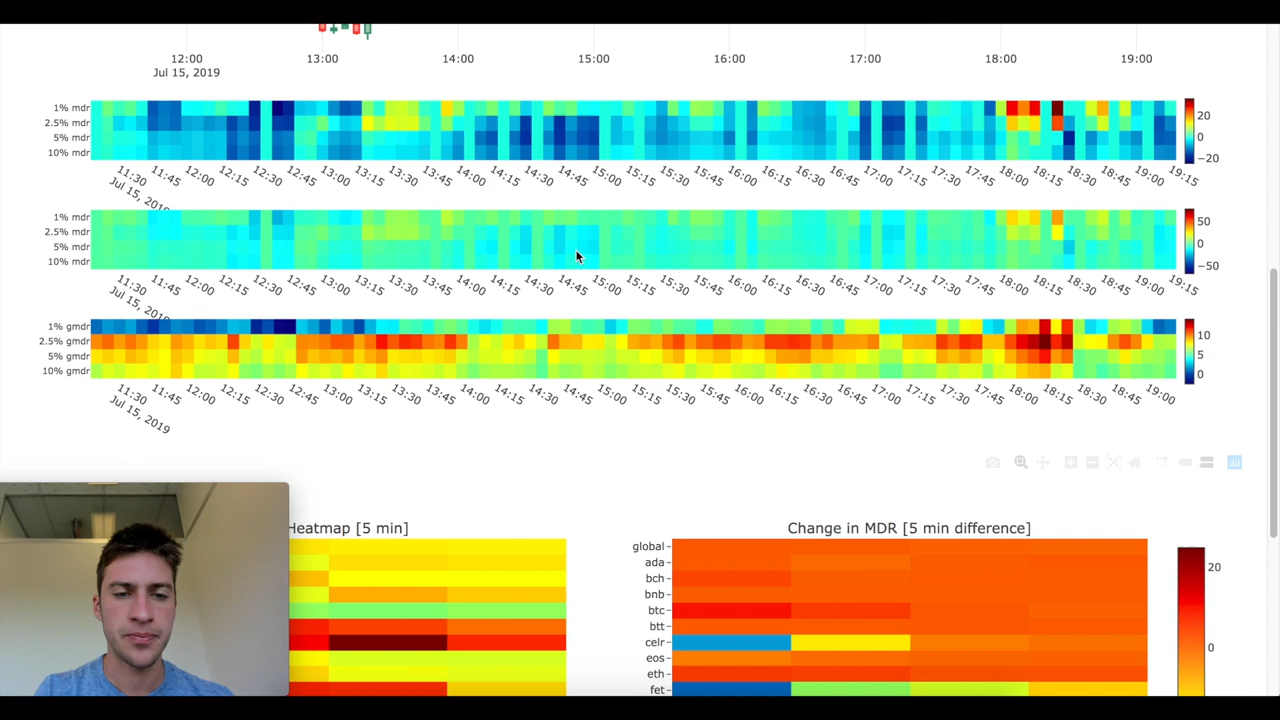 12:00 13:00 14:00 15:00 16:00 17:00 18:00 19:00
Jul 15, 2019
1% mdr
2.5% mdr
5% mdr
10% mdr
20
0
−20
11:30 11:45 12:00 12:15 12:30 12:45 13:00 13:15 13:30 13:45 14:00 14:15 14:30 14:45 15:00 15:15 15:30 15:45 16:00 16:15 16:30 16:45 17:00 17:15 17:30 17:45 18:00 18:15 18:30 18:45 19:00 19:15
Jul 15, 2019
1% mdr
2.5% mdr
5% mdr
10% mdr
50
0
−50
11:30 11:45 12:00 12:15 12:30 12:45 13:00 13:15 13:30 13:45 14:00 14:15 14:30 14:45 15:00 15:15 15:30 15:45 16:00 16:15 16:30 16:45 17:00 17:15 17:30 17:45 18:00 18:15 18:30 18:45 19:00 19:15
Jul 15, 2019
1% gmdr
2.5% gmdr
5% gmdr
10% gmdr
10
5
0
11:30 11:45 12:00 12:15 12:30 12:45 13:00 13:15 13:30 13:45 14:00 14:15 14:30 14:45 15:00 15:15 15:30 15:45 16:00 16:15 16:30 16:45 17:00 17:15 17:30 17:45 18:00 18:15 18:30 18:45 19:00
Jul 15, 2019
Heatmap [5 min]
Change in MDR [5 min difference]
global
ada
bch
bnb
btc
btt
celr
eos
eth
fet
20
0